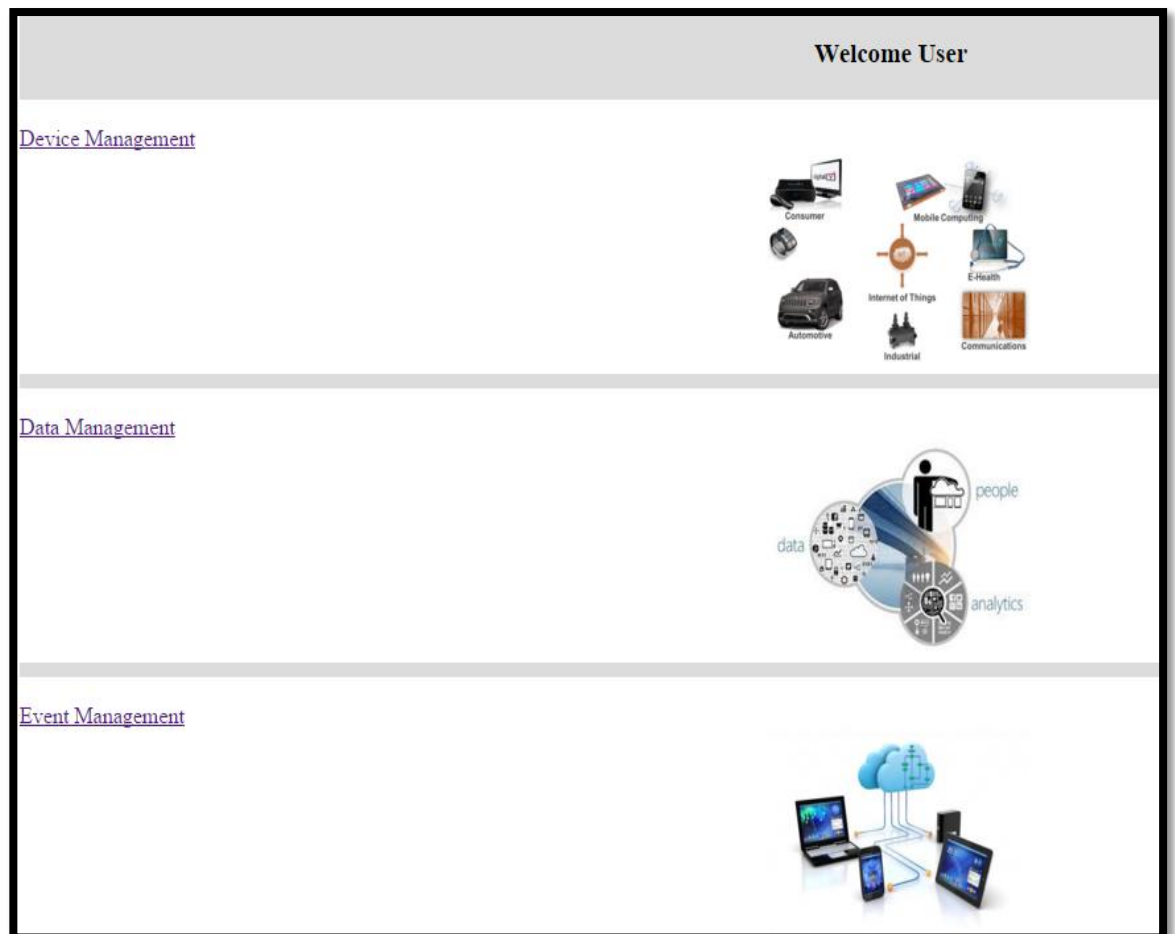 Welcome User
Device Management
Consumer
Mobile Computing
E-Health
Internet of Things
Automotive
Industrial
Communications
Data Management
people
data
analytics
Event Management